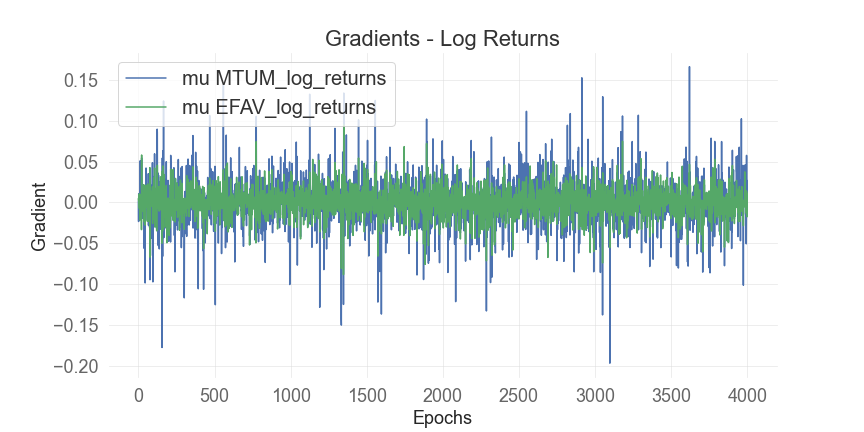 Gradients - Log Returns
mu MTUM_log_returns
mu EFAV_log_returns
0.15
0.10
0.05
0.00
−0.05
−0.10
−0.15
−0.20
Gradient
0 500 1000 1500 2000 2500 3000 3500 4000
Epochs